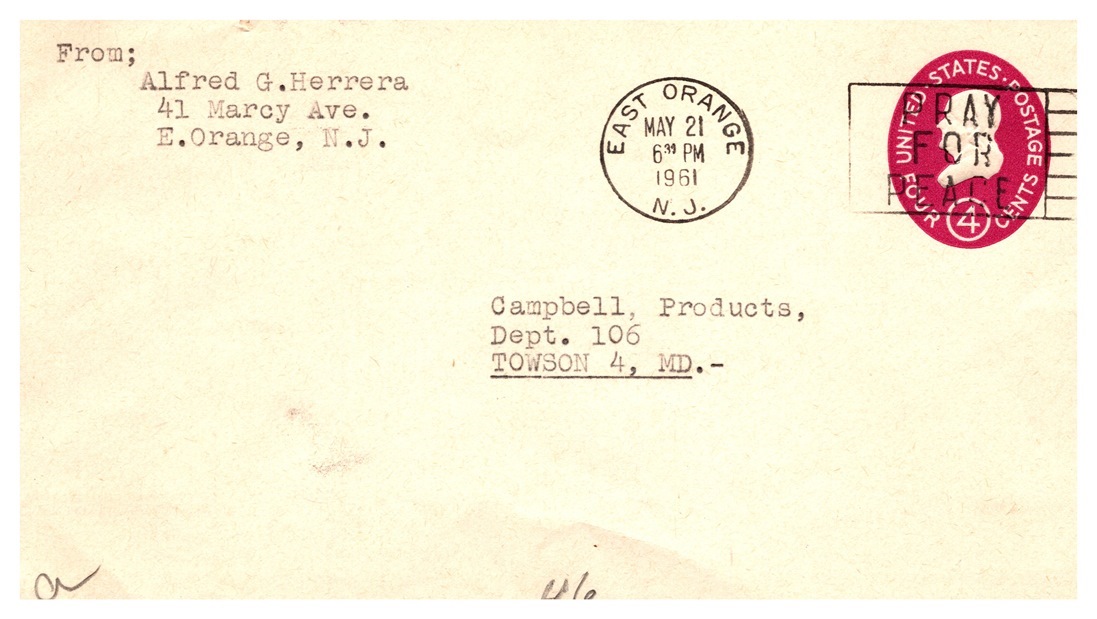 From;
Alfred G.Herrera
41 Marcy Ave.
E.Orange, N.J.
EAST ORANGE
MAY 21
6³⁰ PM
1961
N. J.
UNITED·STATES·POSTAGE
PRAY
FOR
PEACE
FOUR 4 CENTS
Campbell, Products,
Dept. 106
TOWSON 4, MD.-